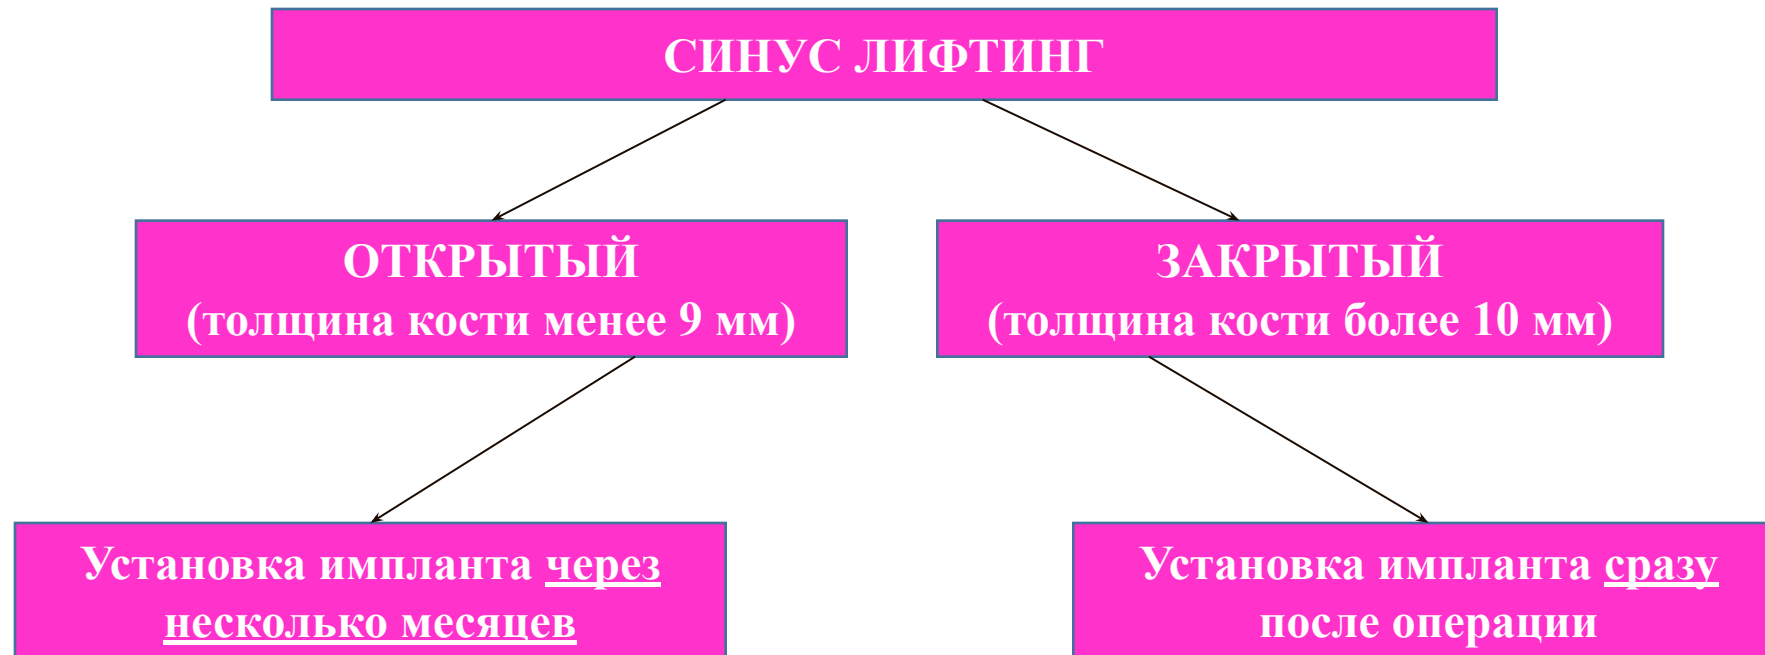 СИНУС ЛИФТИНГ
ОТКРЫТЫЙ
(толщина кости менее 9 мм)
ЗАКРЫТЫЙ
(толщина кости более 10 мм)
Установка импланта через
несколько месяцев
Установка импланта сразу
после операции